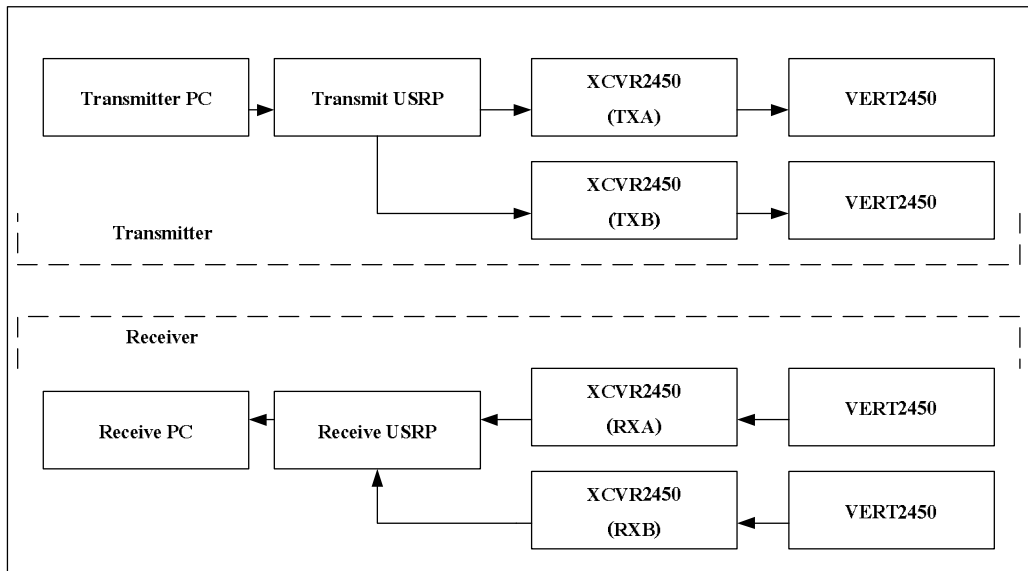 Transmitter PC
Transmit USRP
XCVR2450
(TXA)
VERT2450
XCVR2450
(TXB)
VERT2450
Transmitter
Receiver
XCVR2450
(RXA)
VERT2450
Receive PC
Receive USRP
XCVR2450
(RXB)
VERT2450